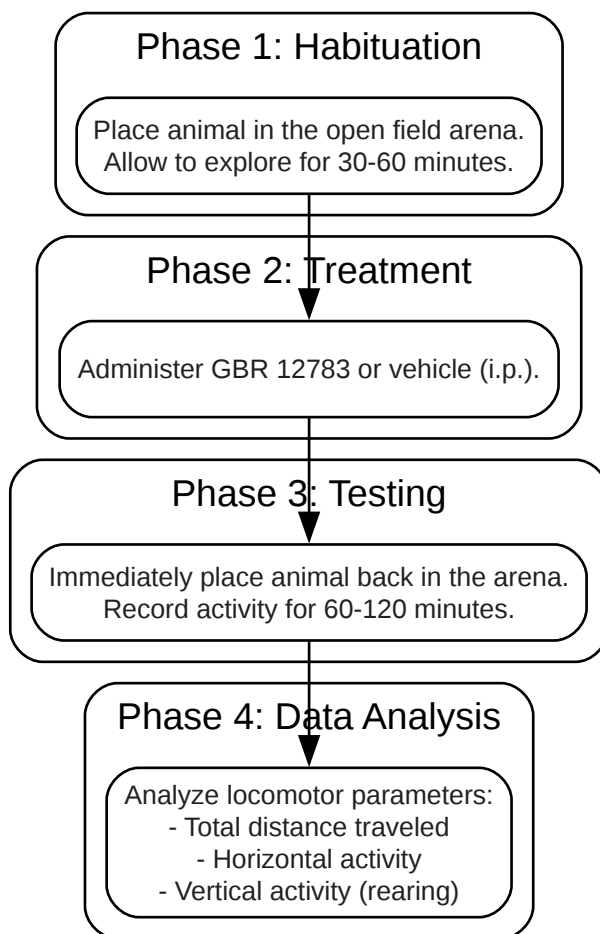 Phase 1: Habituation
Place animal in the open field arena.
Allow to explore for 30-60 minutes.
Phase 2: Treatment
Administer GBR 12783 or vehicle (i.p.).
Phase 3: Testing
Immediately place animal back in the arena.
Record activity for 60-120 minutes.
Phase 4: Data Analysis
Analyze locomotor parameters:
- Total distance traveled
- Horizontal activity
- Vertical activity (rearing)